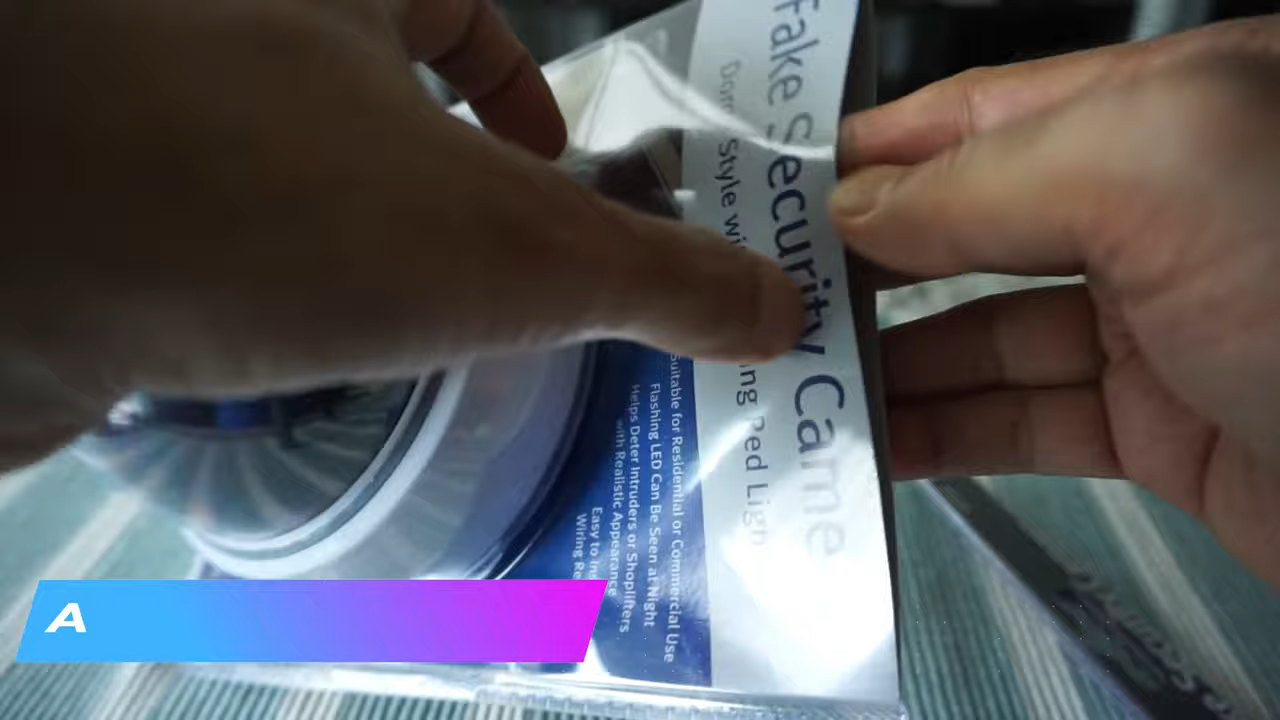 Fake Security Came
Dom Style wi ng Red Ligh
Suitable for Residential or Commercial Use
Flashing LED Can Be Seen at Night
Helps Deter Intruders or Shoplifters
with Realistic Appearance
Easy to In
Wiring Re
A